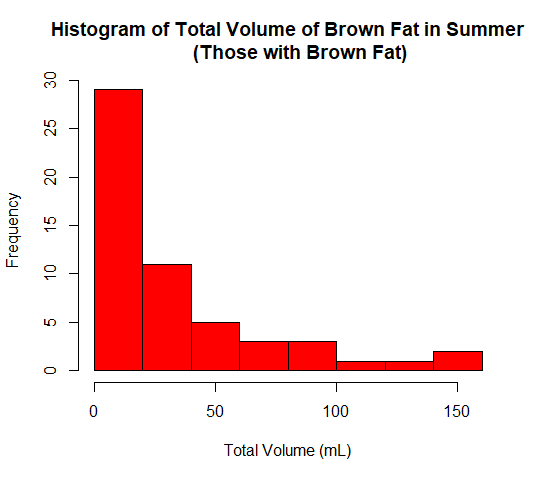 Histogram of Total Volume of Brown Fat in Summer
(Those with Brown Fat)
30
25
20
15
10
5
0
Frequency
0 50 100 150
Total Volume (mL)